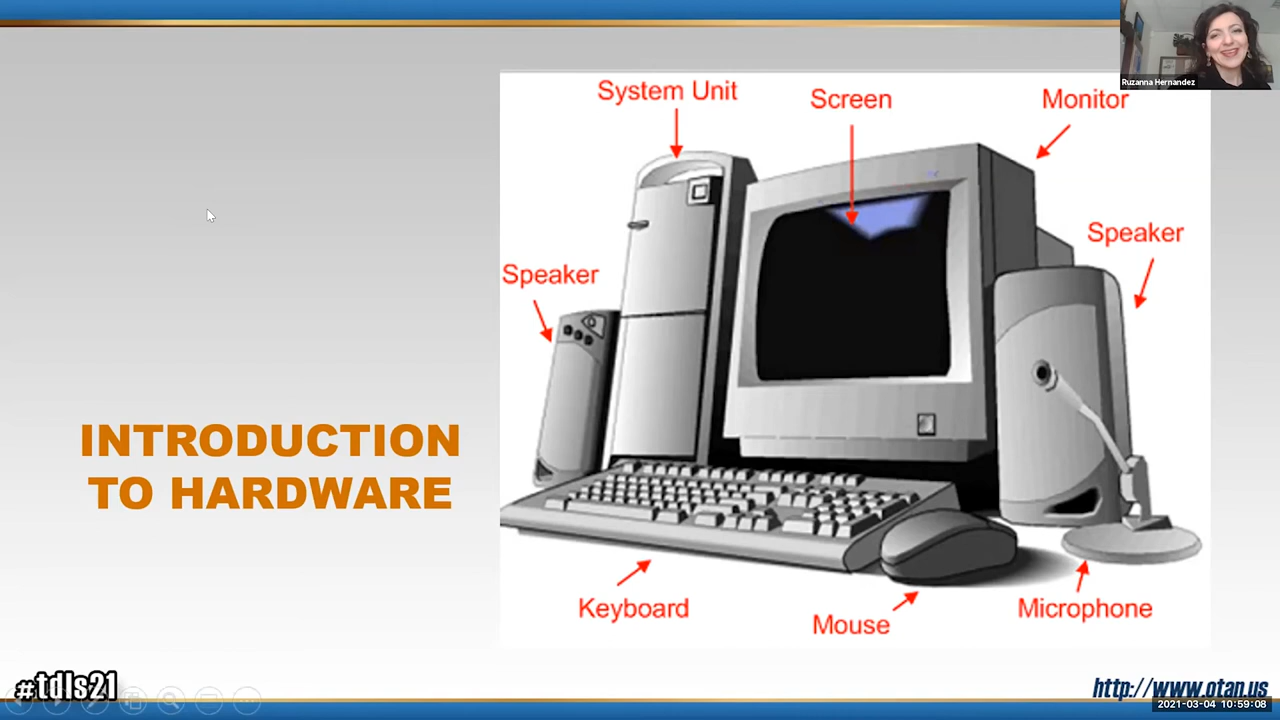 Ruzanna Hernandez
System Unit
Screen
Monitor
Speaker
Speaker
INTRODUCTION
TO HARDWARE
Keyboard
Mouse
Microphone
#tdls21
http://www.otan.us
2021-03-04 10:59:08